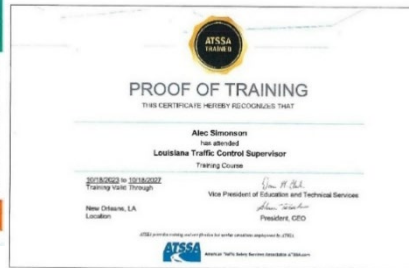 ATSSA
TRAINED
PROOF OF TRAINING
THIS CERTIFICATE HEREBY RECOGNIZES THAT
Alec Simonson
has attended
Louisiana Traffic Control Supervisor
Training Course
10/18/2023 to 10/18/2027
Training Valid Through
Vice President of Education and Technical Services
New Orleans, LA
Location
President, CEO
ATSSA
American Traffic Safety Services Association